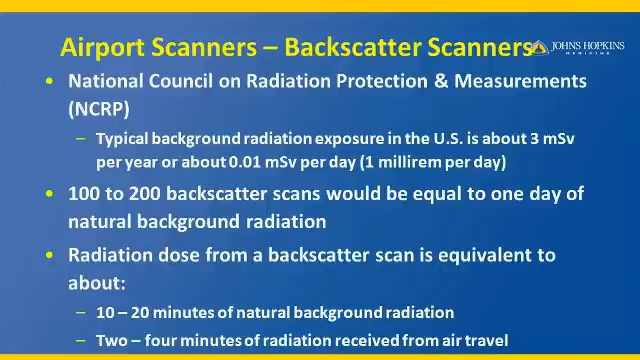 Airport Scanners – Backscatter Scanners
JOHNS HOPKINS
MEDICINE
• National Council on Radiation Protection & Measurements
(NCRP)
– Typical background radiation exposure in the U.S. is about 3 mSv
per year or about 0.01 mSv per day (1 millirem per day)
• 100 to 200 backscatter scans would be equal to one day of
natural background radiation
• Radiation dose from a backscatter scan is equivalent to
about:
– 10 – 20 minutes of natural background radiation
– Two – four minutes of radiation received from air travel